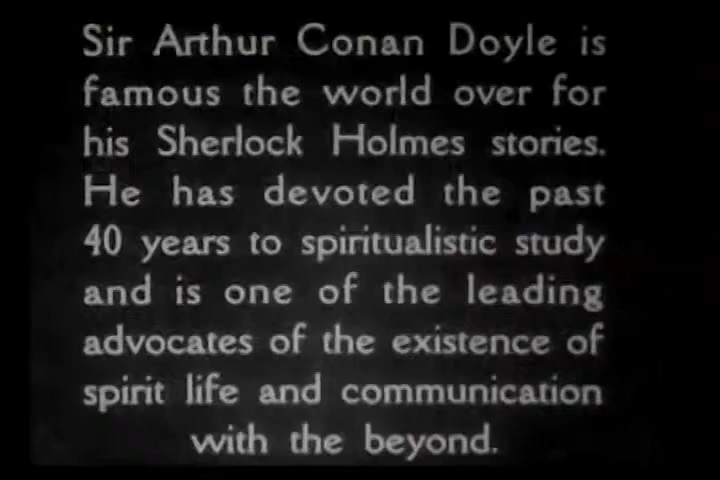 Sir Arthur Conan Doyle is
famous the world over for
his Sherlock Holmes stories.
He has devoted the past
40 years to spiritualistic study
and is one of the leading
advocates of the existence of
spirit life and communication
with the beyond.